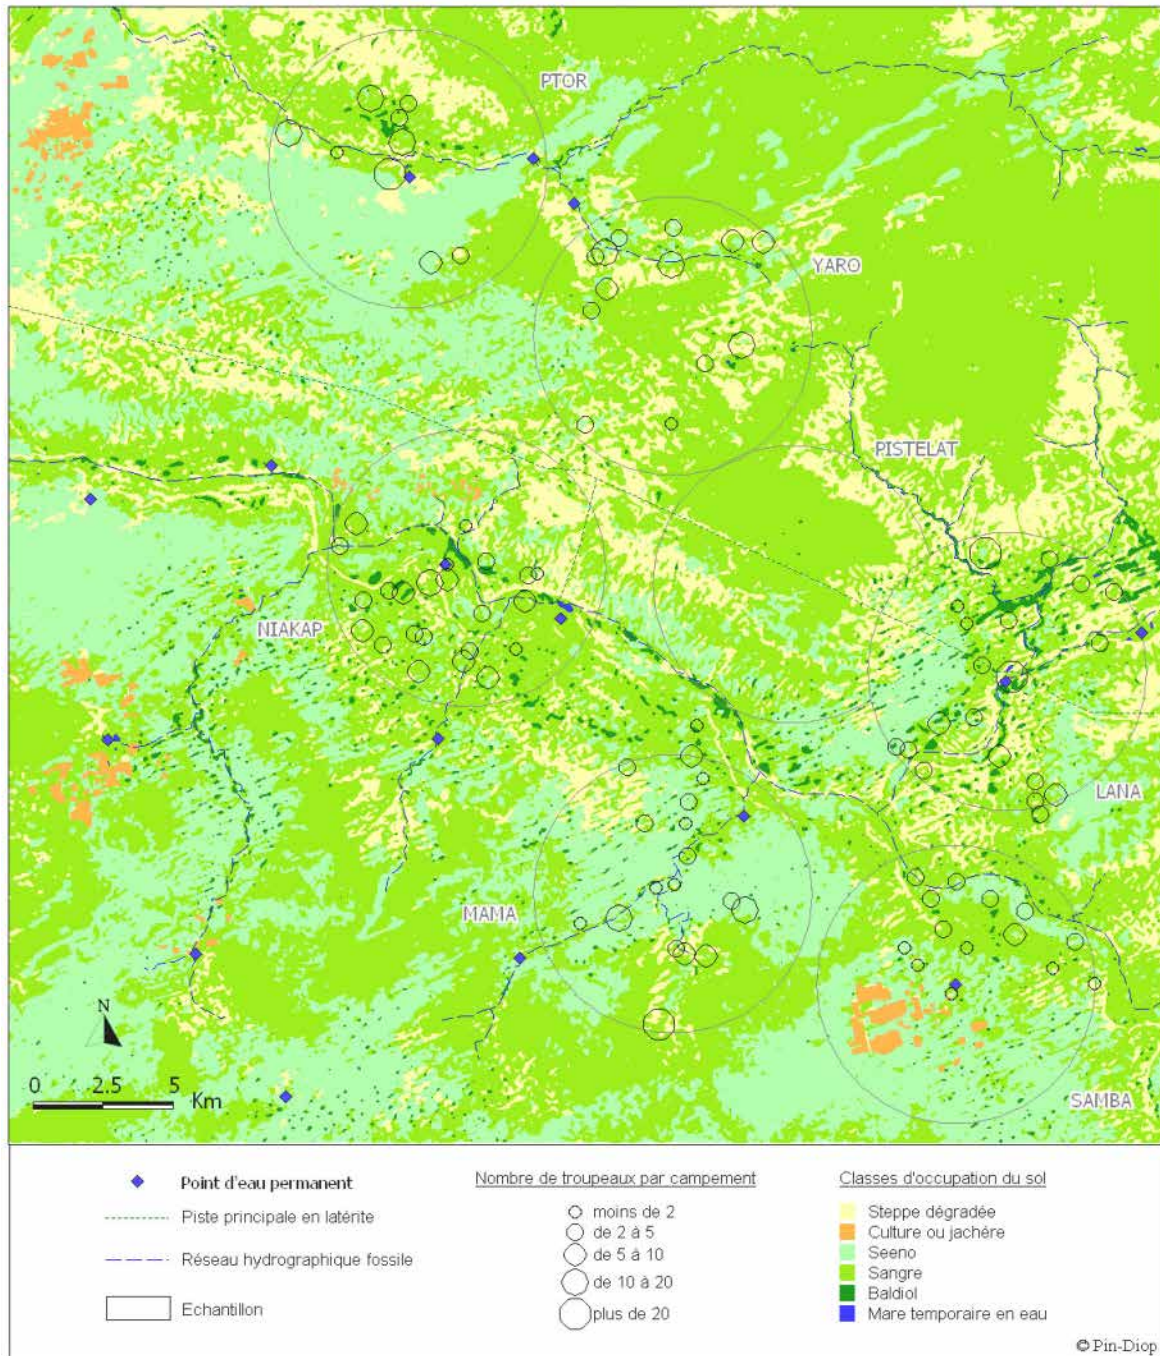 PTOR
YARO
PISTELAT
NIAKAP
LANA
MAMA
SAMBA
N
0 2.5 5 Km
Point d'eau permanent
Piste principale en latérite
Réseau hydrographique fossile
Echantillon
Nombre de troupeaux par campement
moins de 2
de 2 à 5
de 5 à 10
de 10 à 20
plus de 20
Classes d'occupation du sol
Steppe dégradée
Culture ou jachère
Seeno
Sangre
Baldiol
Mare temporaire en eau
© Pin-Diop